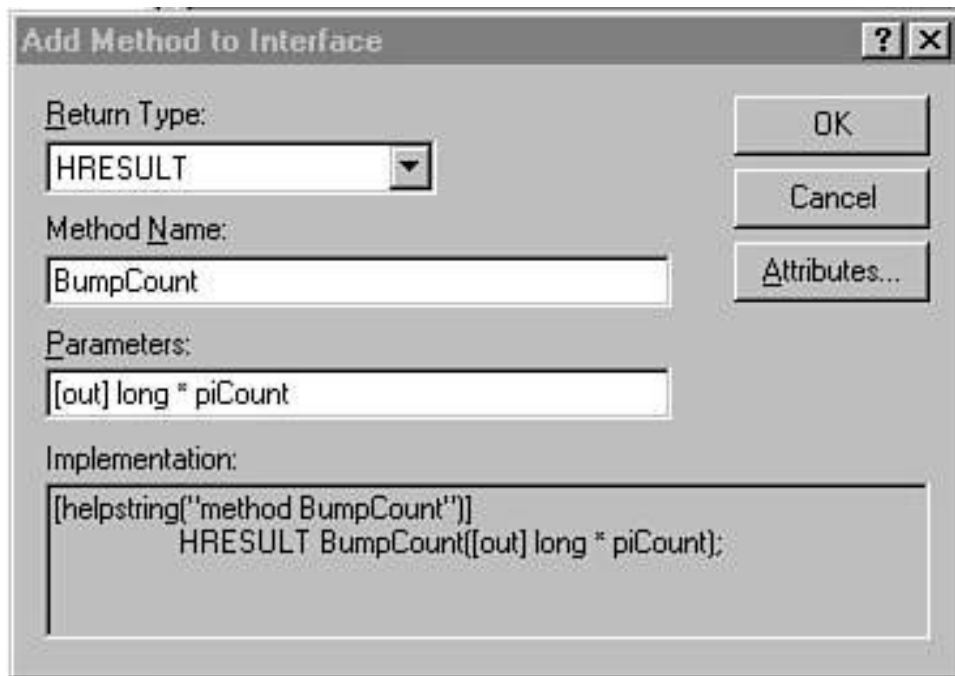 Add Method to Interface
Return Type:
HRESULT
OK
Cancel
Method Name:
BumpCount
Attributes...
Parameters:
[out] long * piCount
Implementation:
[helpstring("method BumpCount")]
HRESULT BumpCount([out] long * piCount);